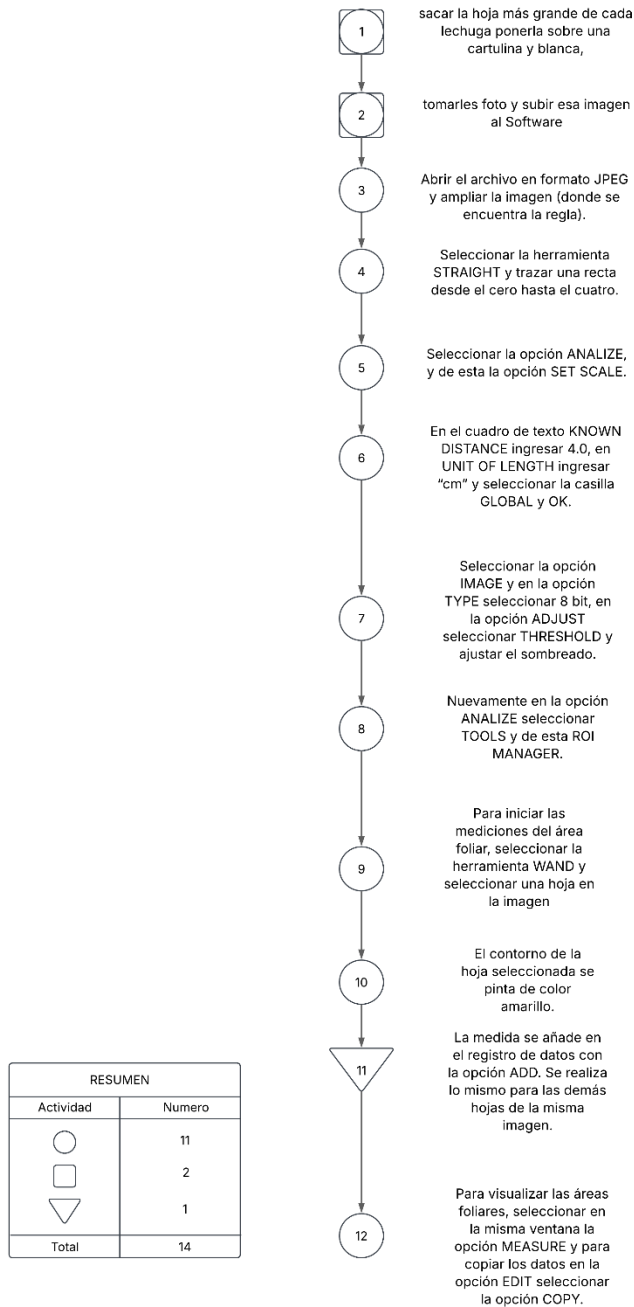 1
sacar la hoja más grande de cada
lechuga ponerla sobre una
cartulina y blanca,
2
tomarles foto y subir esa imagen
al Software
3
Abrir el archivo en formato JPEG
y ampliar la imagen (donde se
encuentra la regla).
4
Seleccionar la herramienta
STRAIGHT y trazar una recta
desde el cero hasta el cuatro.
5
Seleccionar la opción ANALIZE,
y de esta la opción SET SCALE.
6
En el cuadro de texto KNOWN
DISTANCE ingresar 4.0, en
UNIT OF LENGTH ingresar
“cm” y seleccionar la casilla
GLOBAL y OK.
7
Seleccionar la opción
IMAGE y en la opción
TYPE seleccionar 8 bit, en
la opción ADJUST
seleccionar THRESHOLD y
ajustar el sombreado.
8
Nuevamente en la opción
ANALIZE seleccionar
TOOLS y de esta ROI
MANAGER.
9
Para iniciar las
mediciones del área
foliar, seleccionar la
herramienta WAND y
seleccionar una hoja en
la imagen
10
El contorno de la
hoja seleccionada se
pinta de color
amarillo.
11
La medida se añade en
el registro de datos con
la opción ADD. Se realiza
lo mismo para las demás
hojas de la misma
imagen.
12
Para visualizar las áreas
foliares, seleccionar en
la misma ventana la
opción MEASURE y para
copiar los datos en la
opción EDIT seleccionar
la opción COPY.
RESUMEN
Actividad Numero
11
2
1
Total 14